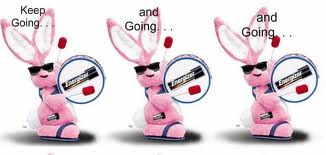 Keep
Going. . .
and
Going. . .
and
Going. . .
Energizer
Energizer
Energizer